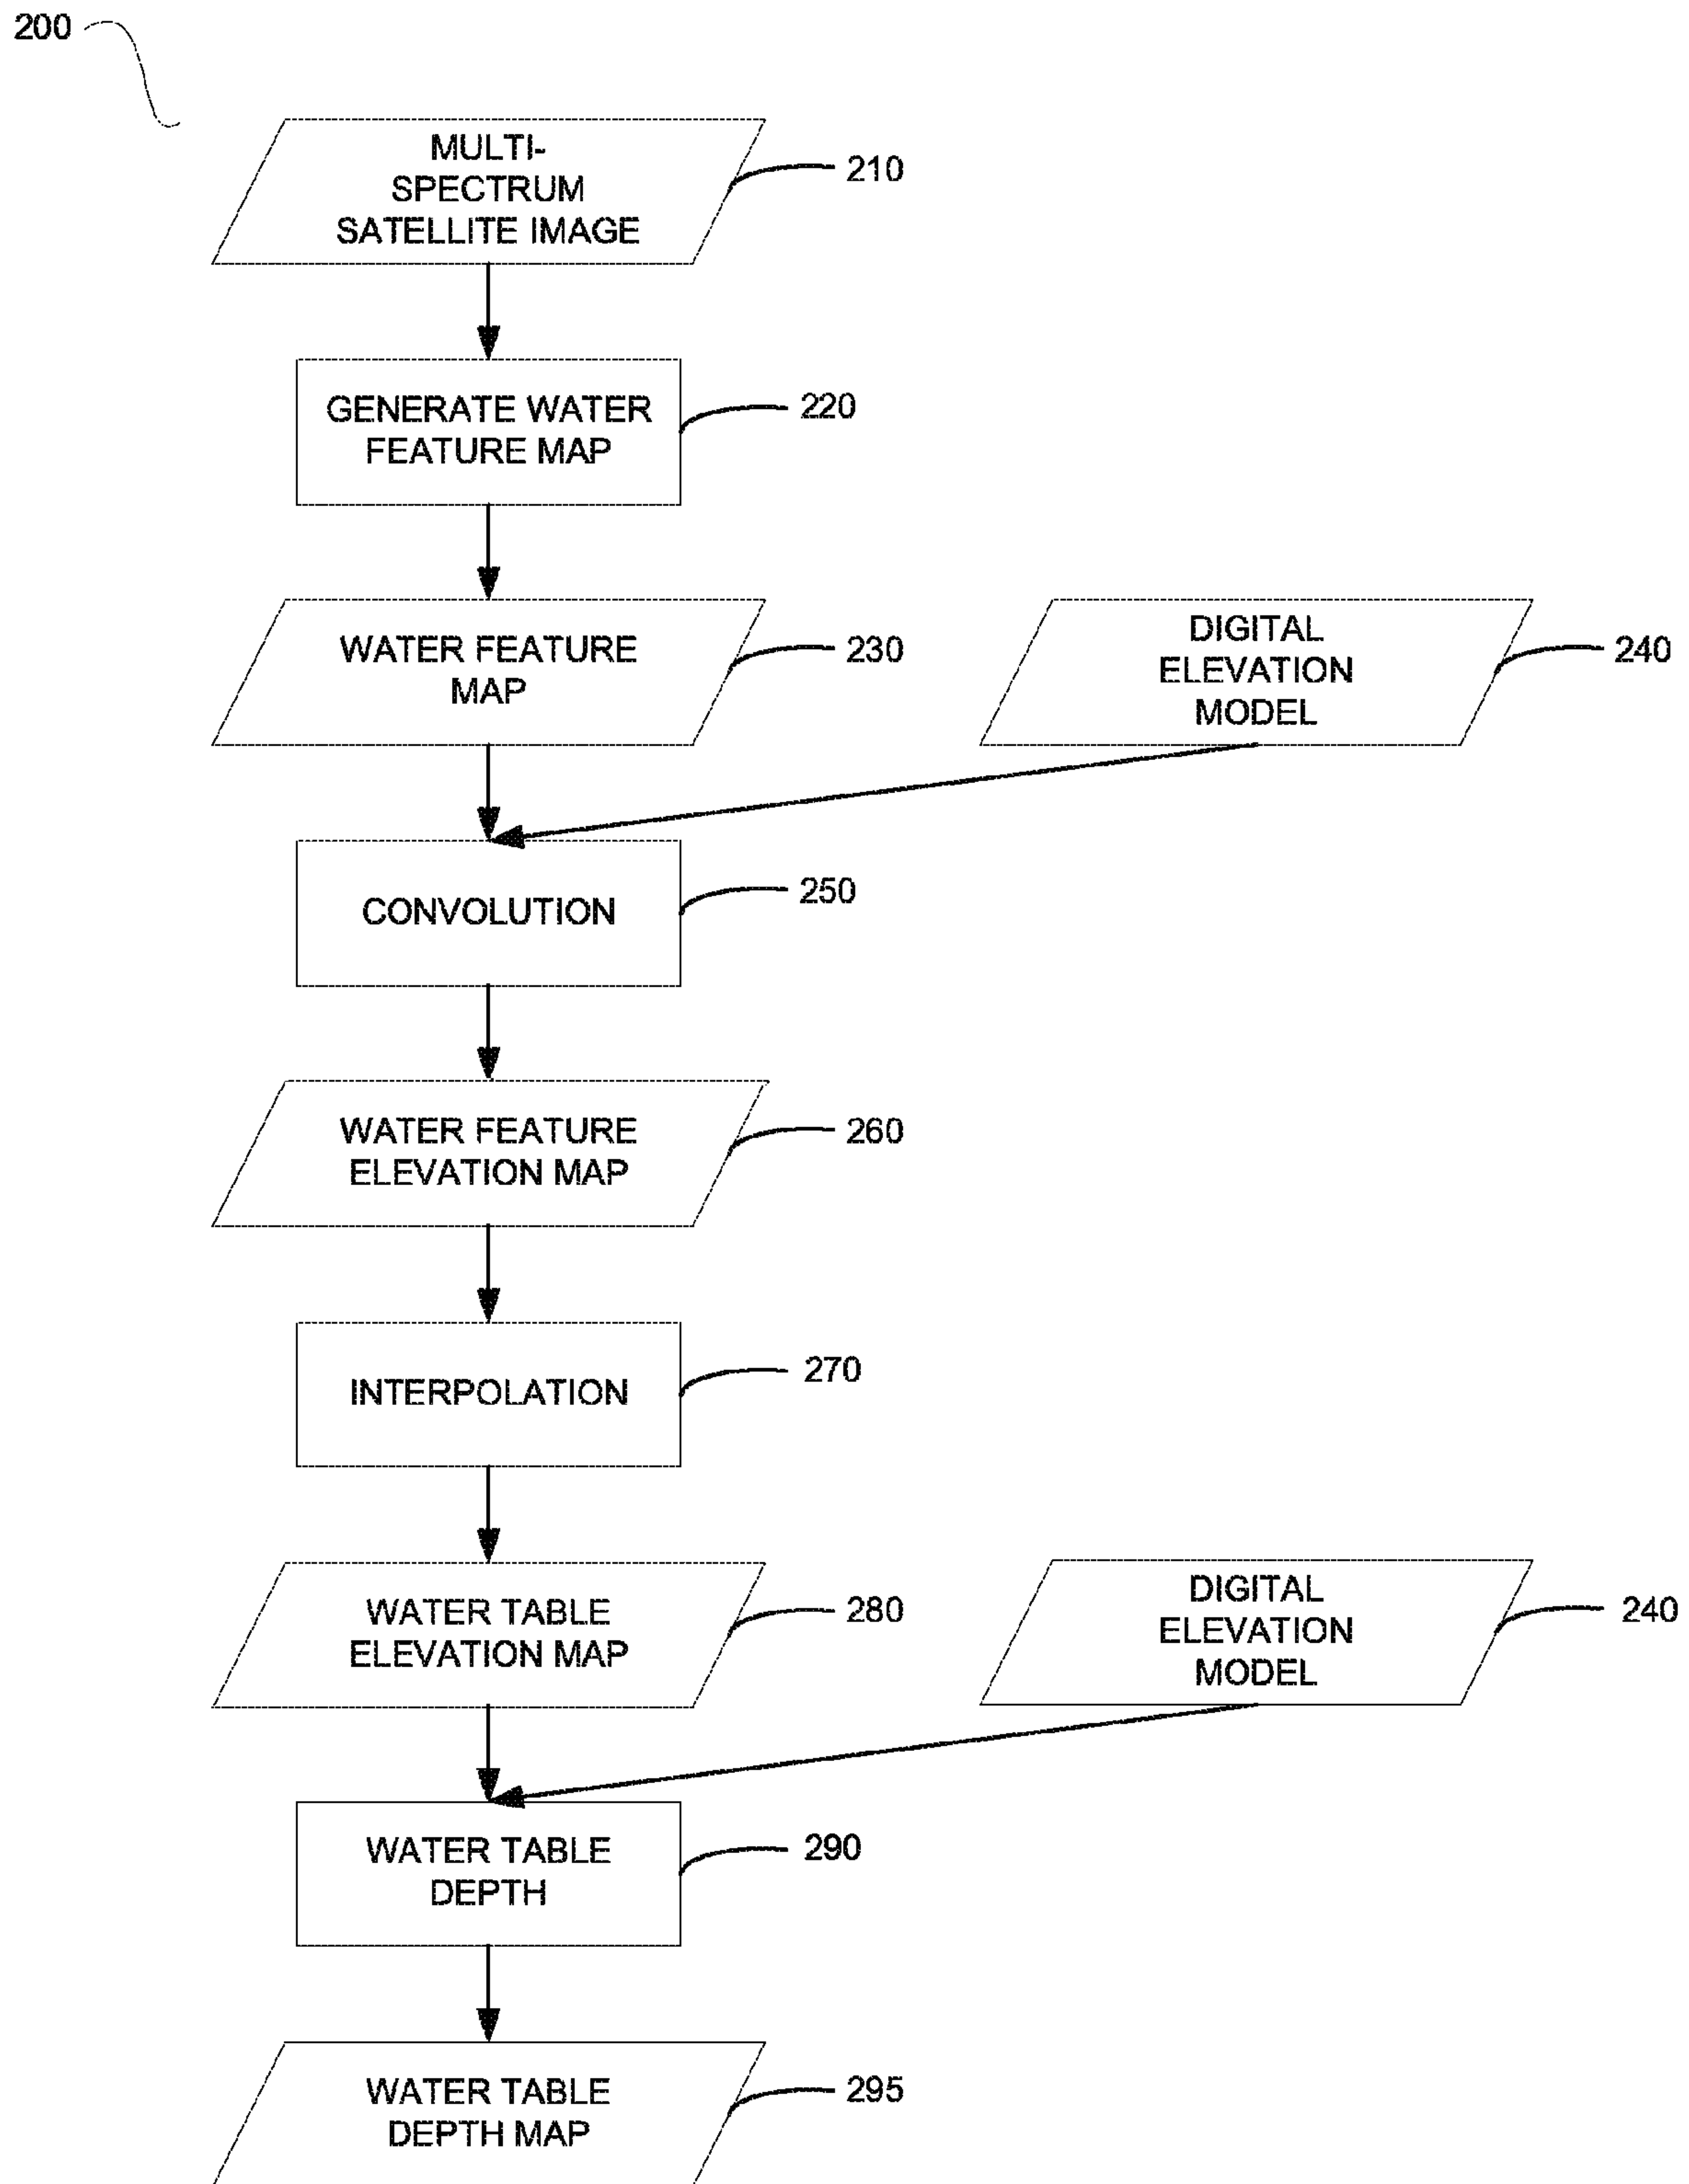 200
MULTI-
SPECTRUM
SATELLITE IMAGE
210
GENERATE WATER
FEATURE MAP
220
WATER FEATURE
MAP
230
DIGITAL
ELEVATION
MODEL
240
CONVOLUTION
250
WATER FEATURE
ELEVATION MAP
260
INTERPOLATION
270
WATER TABLE
ELEVATION MAP
280
DIGITAL
ELEVATION
MODEL
240
WATER TABLE
DEPTH
290
WATER TABLE
DEPTH MAP
295